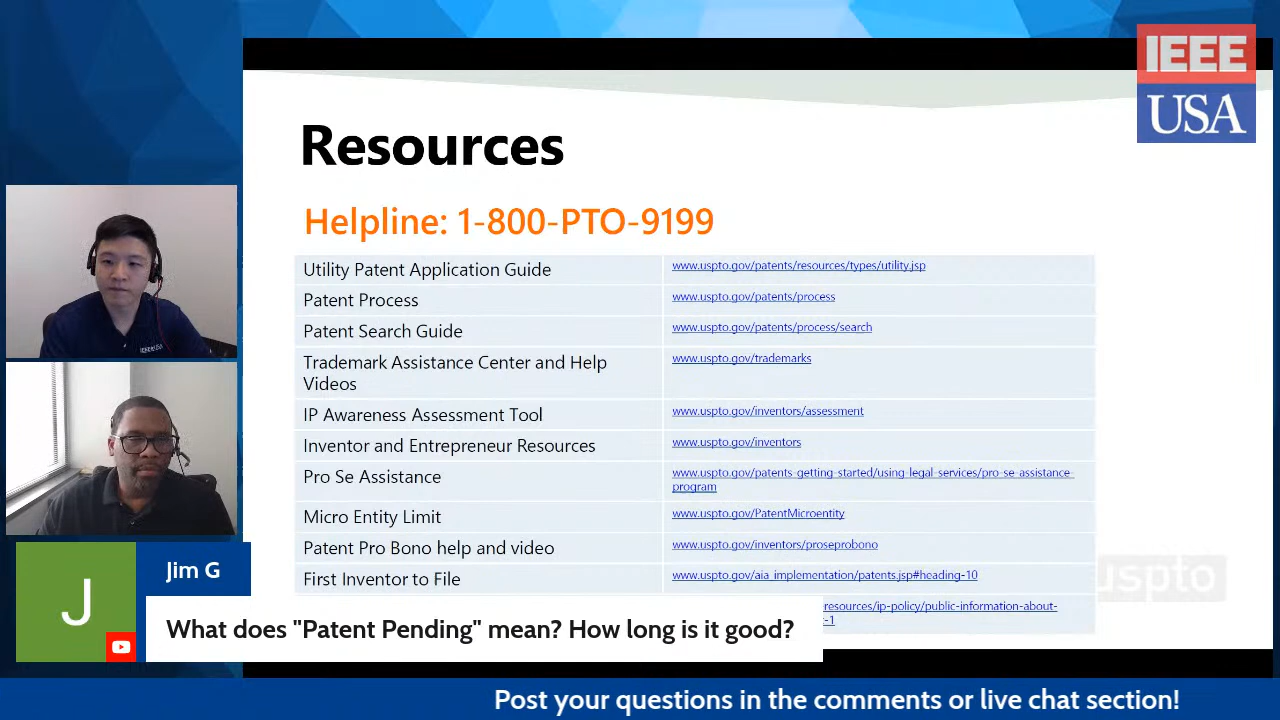 IEEE
USA
Resources
Helpline: 1-800-PTO-9199
Utility Patent Application Guide
www.uspto.gov/patents/resources/types/utility.jsp
Patent Process
www.uspto.gov/patents/process
Patent Search Guide
www.uspto.gov/patents/process/search
Trademark Assistance Center and Help
Videos
www.uspto.gov/trademarks
IP Awareness Assessment Tool
www.uspto.gov/inventors/assessment
Inventor and Entrepreneur Resources
www.uspto.gov/inventors
Pro Se Assistance
www.uspto.gov/patents-getting-started/using-legal-services/pro-se-assistance-
program
Micro Entity Limit
www.uspto.gov/PatentMicroentity
Patent Pro Bono help and video
www.uspto.gov/inventors/proseprobono
First Inventor to File
www.uspto.gov/aia_implementation/patents.jsp#heading-10
resources/ip-policy/public-information-about-
-1
uspto
IEEE USA
J
Jim G
What does "Patent Pending" mean? How long is it good?
Post your questions in the comments or live chat section!